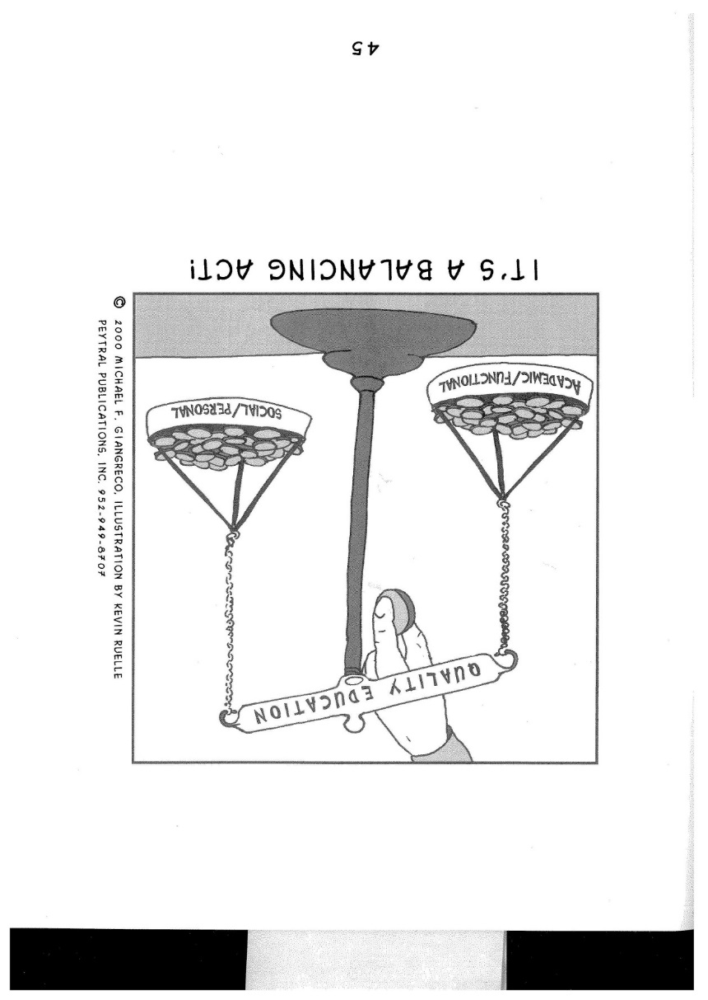 QUALITY EDUCATION
ACADEMIC/FUNCTIONAL
SOCIAL/PERSONAL
© 2000 MICHAEL F. GIANGRECO, ILLUSTRATION BY KEVIN RUELLE
PEYTRAL PUBLICATIONS, INC. 952-949-8707
IT'S A BALANCING ACT!
45